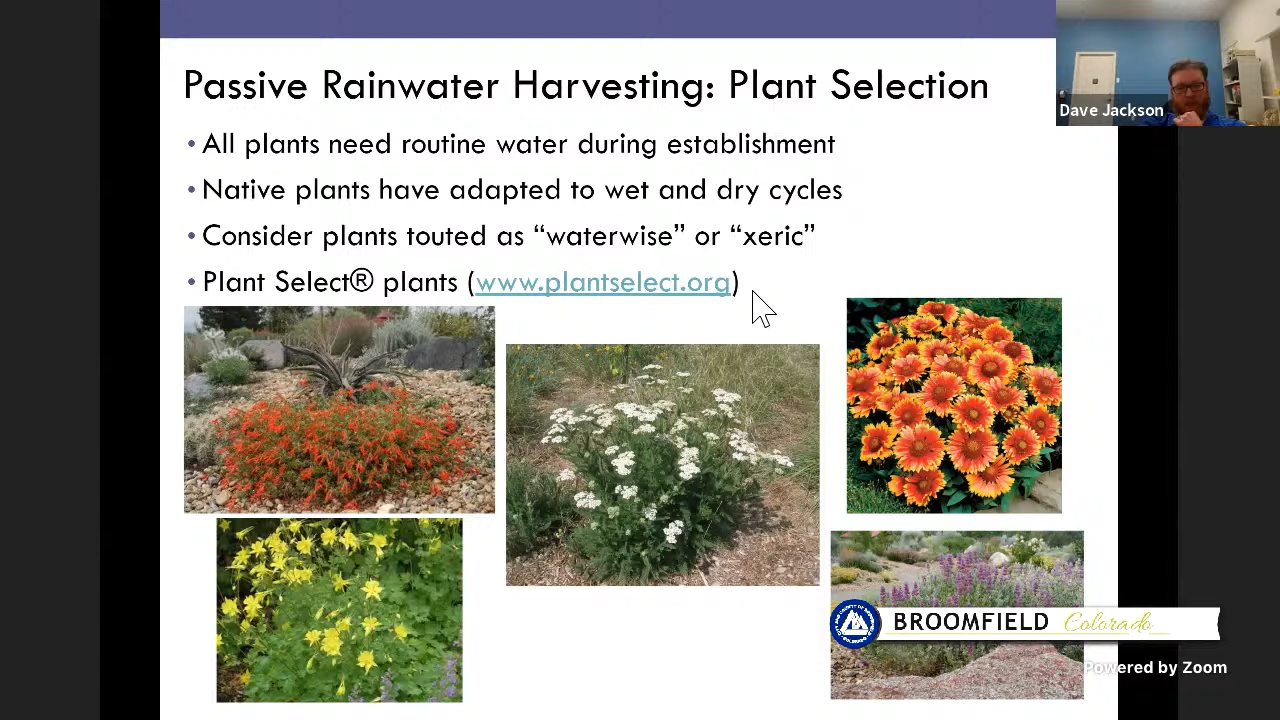 Passive Rainwater Harvesting: Plant Selection
Dave Jackson
• All plants need routine water during establishment
• Native plants have adapted to wet and dry cycles
• Consider plants touted as “waterwise” or “xeric”
• Plant Select® plants (www.plantselect.org)
BROOMFIELD Colorado
Powered by Zoom